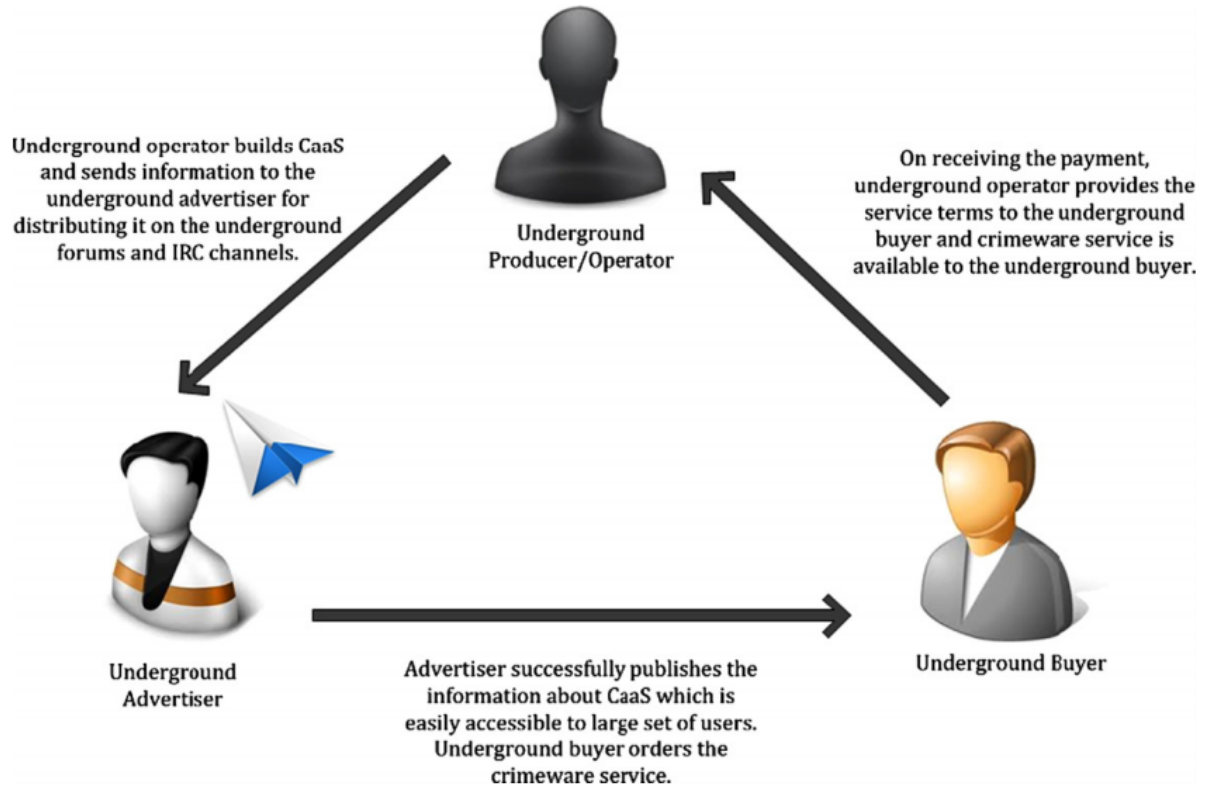 Underground operator builds CaaS
and sends information to the
underground advertiser for
distributing it on the underground
forums and IRC channels.
Underground
Producer/Operator
On receiving the payment,
underground operator provides the
service terms to the underground
buyer and crimeware service is
available to the underground buyer.
Underground
Advertiser
Advertiser successfully publishes the
information about CaaS which is
easily accessible to large set of users.
Underground buyer orders the
crimeware service.
Underground Buyer